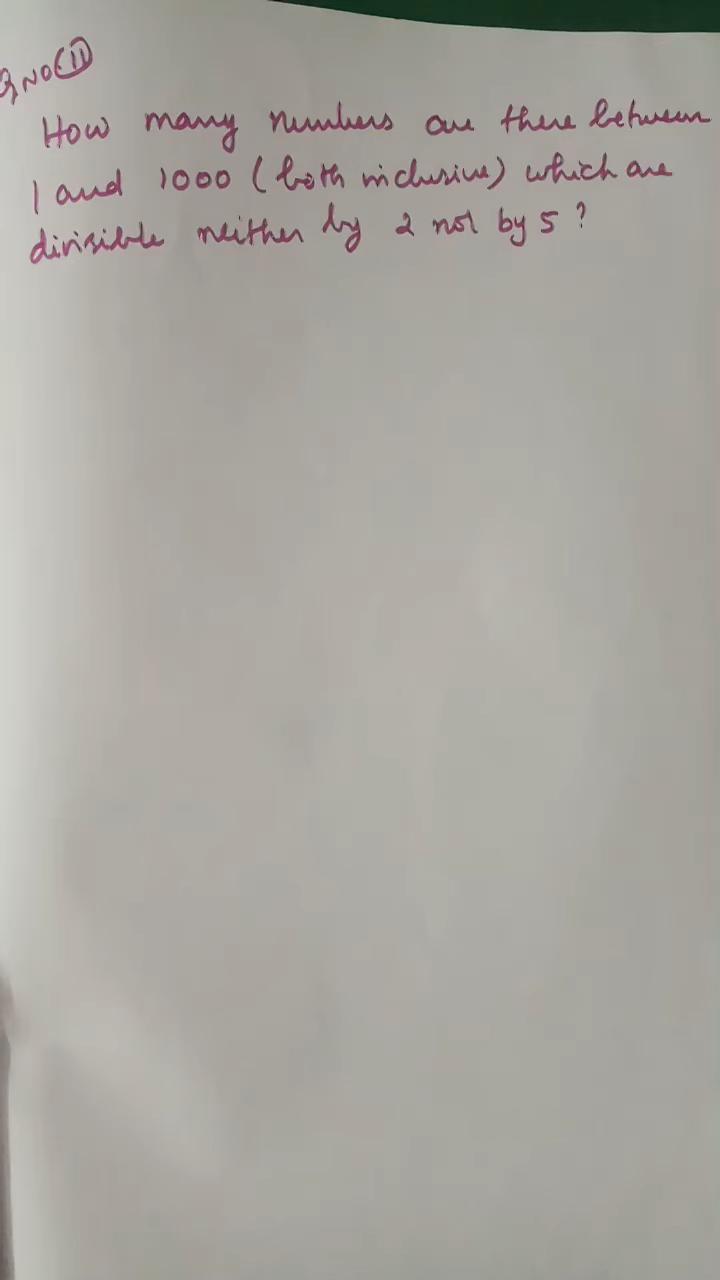 Q NO (11)
How many numbers are there between
1 and 1000 (both inclusive) which are
divisible neither by 2 not by 5 ?